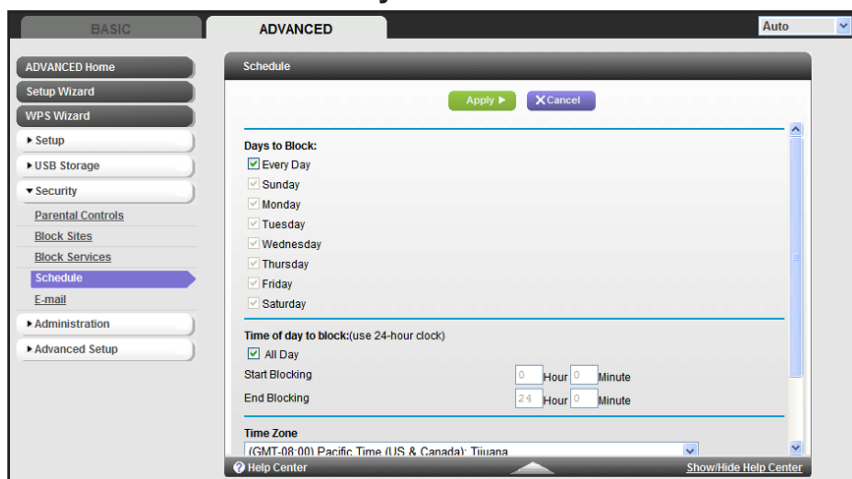 BASIC
ADVANCED
Auto
ADVANCED Home
Setup Wizard
WPS Wizard
Setup
USB Storage
Security
Parental Controls
Block Sites
Block Services
Schedule
E-mail
Administration
Advanced Setup
Schedule
Apply
X Cancel
Days to Block:
Every Day
Sunday
Monday
Tuesday
Wednesday
Thursday
Friday
Saturday
Time of day to block:(use 24-hour clock)
All Day
Start Blocking 0 Hour 0 Minute
End Blocking 24 Hour 0 Minute
Time Zone
(GMT-08:00) Pacific Time (US & Canada); Tijuana
? Help Center
Show/Hide Help Center